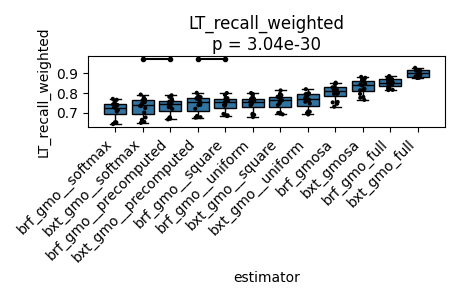 LT_recall_weighted
p = 3.04e-30
LT_recall_weighted
0.9
0.8
0.7
brf_gmo__softmax
bxt_gmo__softmax
brf_gmo__precomputed
bxt_gmo__precomputed
brf_gmo__square
brf_gmo__uniform
bxt_gmo__square
bxt_gmo__uniform
brf_gmosa
bxt_gmosa
brf_gmo_full
bxt_gmo_full
estimator